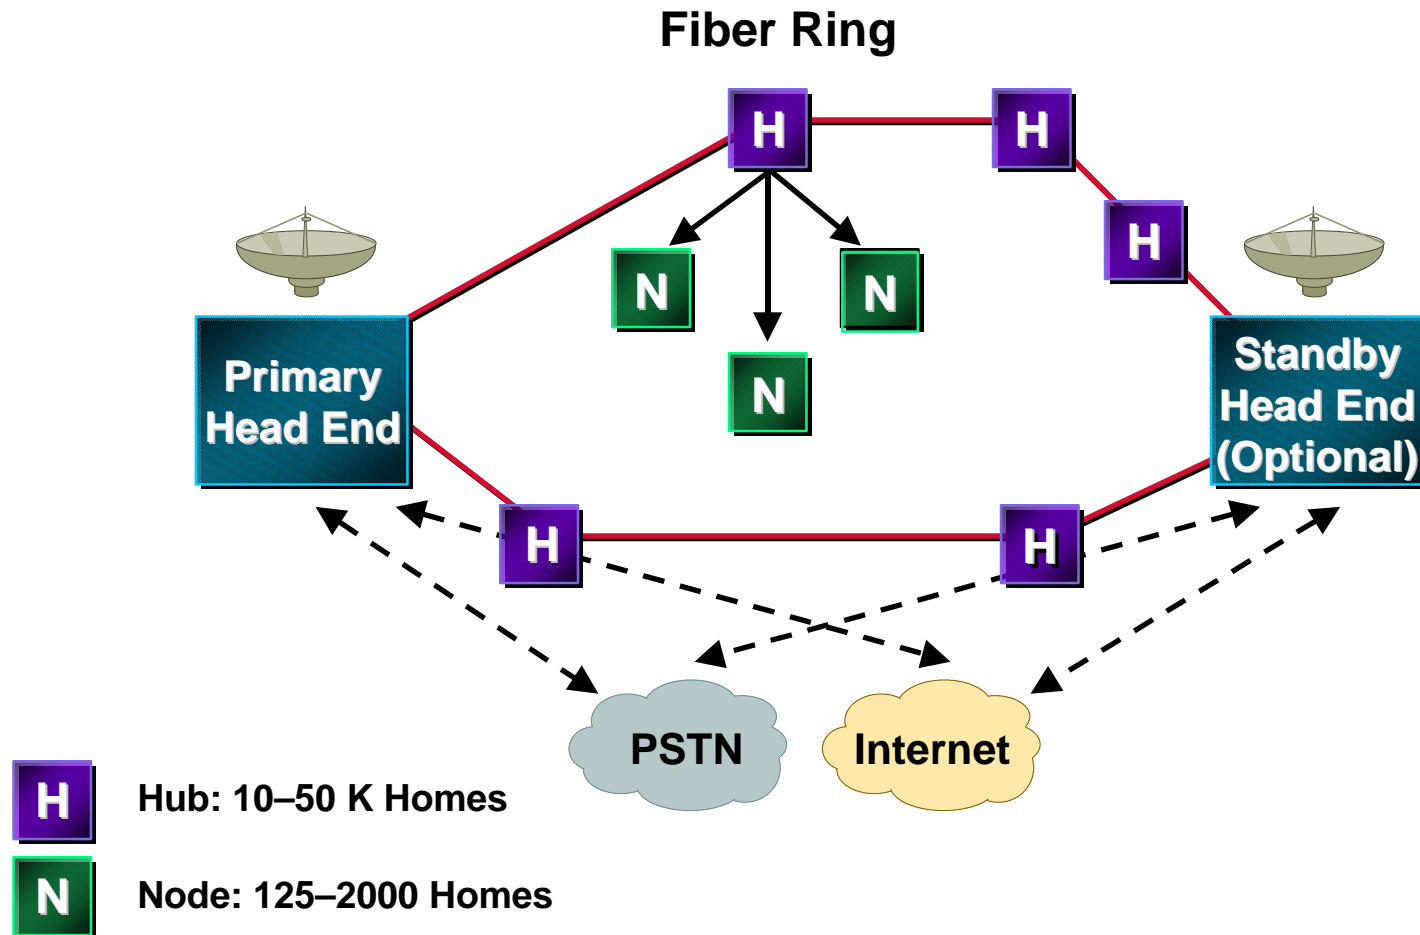 Fiber Ring
H
H
H
N
N
N
Primary
Head End
Standby
Head End
(Optional)
H
H
PSTN
Internet
H
Hub: 10–50 K Homes
N
Node: 125–2000 Homes